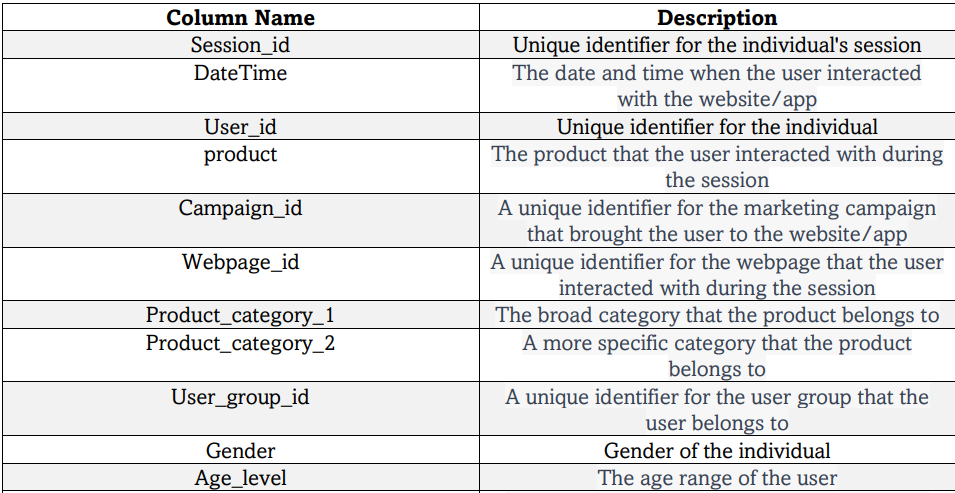 Column Name Description
Session_id Unique identifier for the individual's session
DateTime The date and time when the user interacted
with the website/app
User_id Unique identifier for the individual
product The product that the user interacted with during
the session
Campaign_id A unique identifier for the marketing campaign
that brought the user to the website/app
Webpage_id A unique identifier for the webpage that the user
interacted with during the session
Product_category_1 The broad category that the product belongs to
Product_category_2 A more specific category that the product
belongs to
User_group_id A unique identifier for the user group that the
user belongs to
Gender Gender of the individual
Age_level The age range of the user